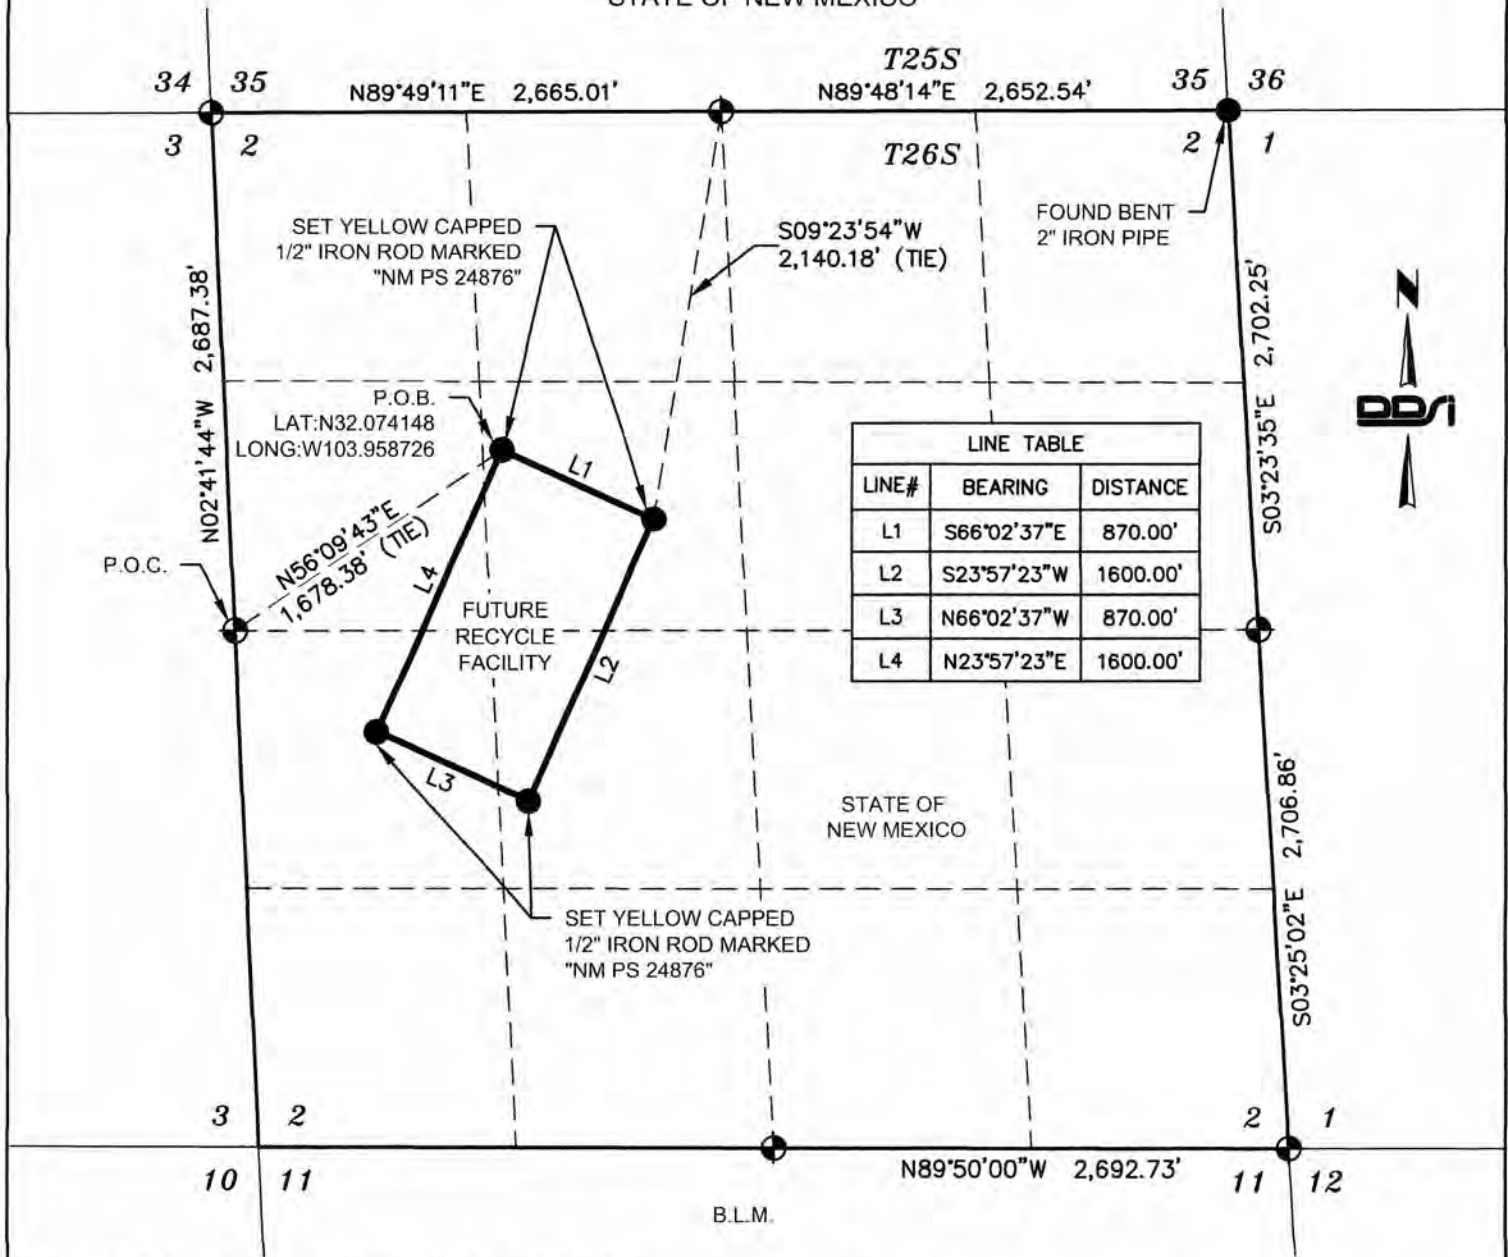 STATE OF NEW MEXICO
T25S
34 35
N89°49'11"E 2,665.01'
N89°48'14"E 2,652.54'
35 36
3 2
T26S
2 1
SET YELLOW CAPPED
1/2" IRON ROD MARKED
"NM PS 24876"
S09°23'54"W
2,140.18' (TIE)
FOUND BENT
2" IRON PIPE
N02°41'44"W 2,687.38'
S03°23'35"E 2,702.25'
N
DDSi
P.O.B.
LAT:N32.074148
LONG:W103.958726
L1
N56°09'43"E
1,678.38' (TIE)
P.O.C.
L4
FUTURE
RECYCLE
FACILITY
L2
L3
LINE TABLE
LINE# BEARING DISTANCE
L1 S66°02'37"E 870.00'
L2 S23°57'23"W 1600.00'
L3 N66°02'37"W 870.00'
L4 N23°57'23"E 1600.00'
STATE OF
NEW MEXICO
S03°25'02"E 2,706.86'
SET YELLOW CAPPED
1/2" IRON ROD MARKED
"NM PS 24876"
3 2
2 1
10 11
N89°50'00"W 2,692.73'
11 12
B.L.M.